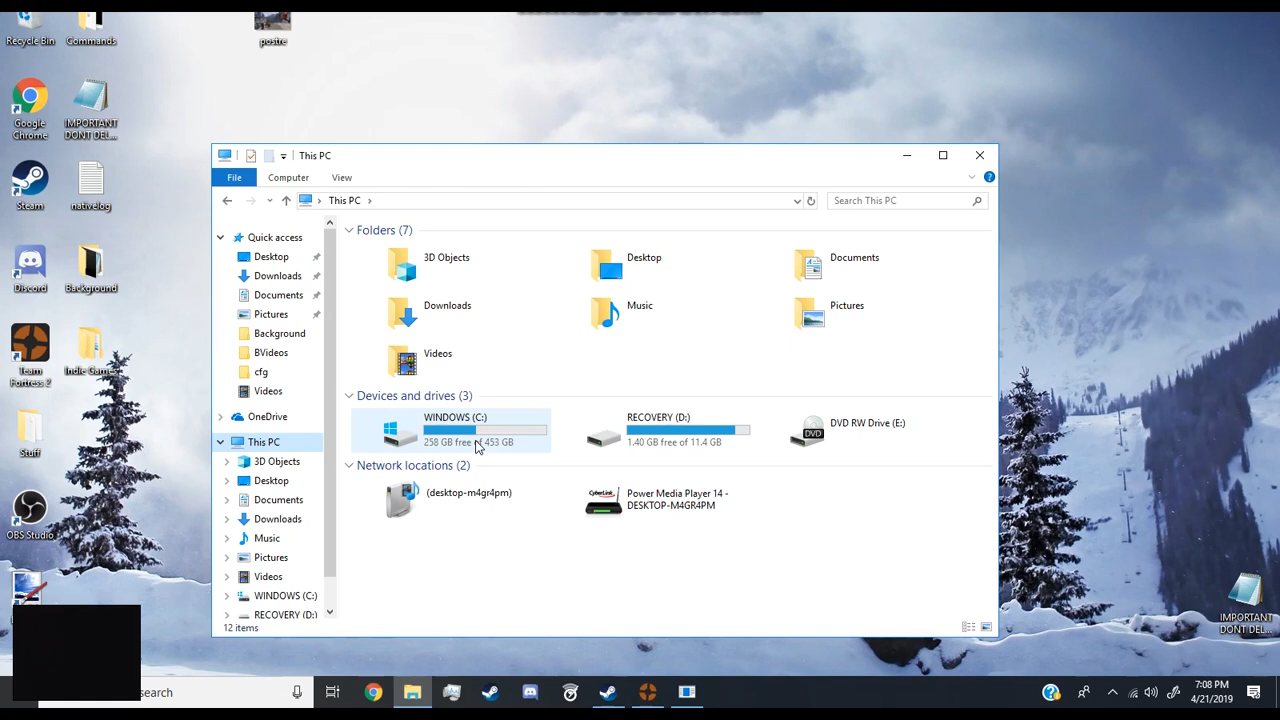 Recycle Bin
Commands
postre
Google
Chrome
IMPORTANT
DONT DEL...
Steam
nativelog
Discord
Background
Team
Fortress 2
Indie Games
Stuff
OBS Studio
This PC
File
Computer
View
This PC
Search This PC
Quick access
Desktop
Downloads
Documents
Pictures
Background
BVideos
cfg
Videos
OneDrive
This PC
3D Objects
Desktop
Documents
Downloads
Music
Pictures
Videos
WINDOWS (C:)
RECOVERY (D:)
Folders (7)
3D Objects
Desktop
Documents
Downloads
Music
Pictures
Videos
Devices and drives (3)
WINDOWS (C:)
258 GB free of 453 GB
RECOVERY (D:)
1.40 GB free of 11.4 GB
DVD
DVD RW Drive (E:)
Network locations (2)
(desktop-m4gr4pm)
CyberLink
Power Media Player 14 -
DESKTOP-M4GR4PM
12 items
IMPORTANT
DONT DEL...
search
7:08 PM
4/21/2019